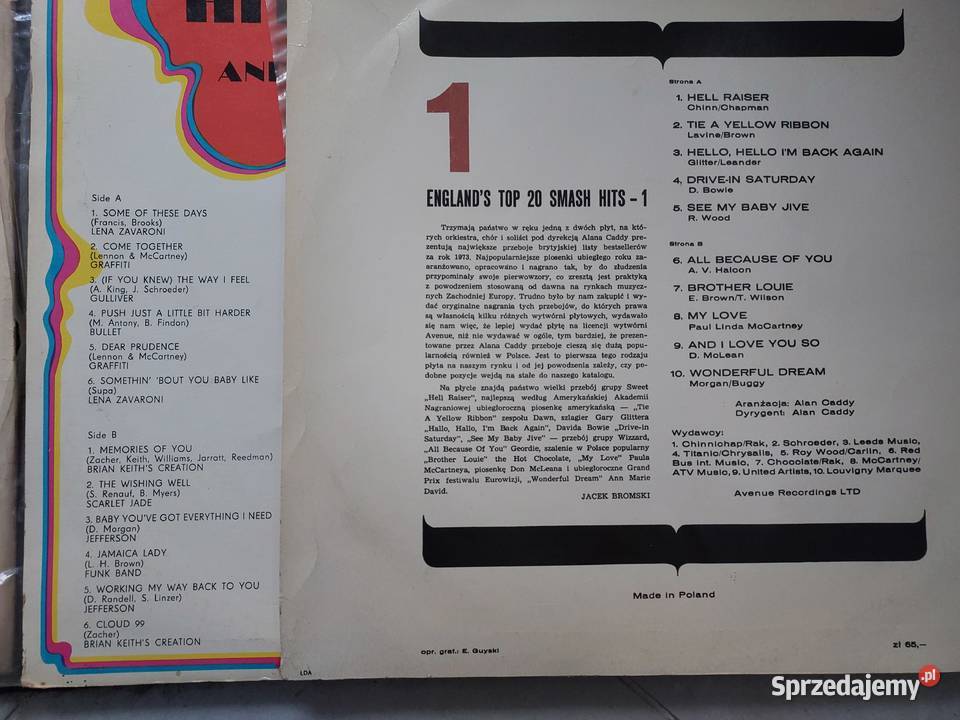 HI
AND
Side A
1. SOME OF THESE DAYS
(Francis, Brooks)
LENA ZAVARONI
2. COME TOGETHER
(Lennon & McCartney)
GRAFFITI
3. (IF YOU KNEW) THE WAY I FEEL
(A. King, J. Schroeder)
GULLIVER
4. PUSH JUST A LITTLE BIT HARDER
(M. Antony, B. Findon)
BULLET
5. DEAR PRUDENCE
(Lennon & McCartney)
GRAFFITI
6. SOMETHIN' 'BOUT YOU BABY LIKE
(Supa)
LENA ZAVARONI
Side B
1. MEMORIES OF YOU
(Zacher, Keith, Williams, Jarratt, Reedman)
BRIAN KEITH'S CREATION
2. THE WISHING WELL
(S. Renauf, B. Myers)
SCARLET JADE
3. BABY YOU'VE GOT EVERYTHING I NEED
(D. Morgan)
JEFFERSON
4. JAMAICA LADY
(L. H. Brown)
FUNK BAND
5. WORKING MY WAY BACK TO YOU
(D. Randell, S. Linzer)
JEFFERSON
6. CLOUD 99
(Zacher)
BRIAN KEITH'S CREATION
1
ENGLAND'S TOP 20 SMASH HITS – 1
Trzymają państwo w ręku jedną z dwóch płyt, na któ-
rych orkiestra, chór i soliści pod dyrekcją Alana Caddy pre-
zentują największe przeboje brytyjskiej listy bestsellerów
za rok 1973. Najpopularniejsze piosenki ubiegłego roku za-
aranżowano, opracowano i nagrano tak, by do złudzenia
przypominały swoje pierwowzory, co zresztą jest praktyką
z powodzeniem stosowaną od dawna na rynkach muzycz-
nych Zachodniej Europy. Trudno było by nam zakupić i wy-
dać oryginalne nagrania tych przebojów, do których prawa
są własnością kilku różnych wytwórni płytowych, wydawało
się nam więc, że lepiej wydać płytę na licencji wytwórni
Avenue, niż nie wydawać w ogóle, tym bardziej, że prezen-
towane przez Alana Caddy przeboje cieszą się dużą popu-
larnością również w Polsce. Jest to pierwsza tego rodzaju
płyta na naszym rynku i od jej powodzenia zależy, czy po-
dobne pozycje wejdą na stałe do naszego katalogu.
Na płycie znajdą państwo wielki przebój grupy Sweet
„Hell Raiser”, najlepszą według Amerykańskiej Akademii
Nagraniowej ubiegłoroczną piosenkę amerykańską — „Tie
A Yellow Ribbon” zespołu Dawn, szlagier Gary Glittera
„Hallo, Hallo, I'm Back Again”, Davida Bowie „Drive-in
Saturday”, „See My Baby Jive” — przebój grupy Wizzard,
„All Because Of You” Geordie, szalenie w Polsce popularny
„Brother Louie” the Hot Chocolate, „My Love” Paula
McCartneya, piosenkę Don McLeana i ubiegłoroczne Grand
Prix festiwalu Eurowizji, „Wonderful Dream” Ann Marie
David.
JACEK BROMSKI
Strona A
1. HELL RAISER
Chinn/Chapman
2. TIE A YELLOW RIBBON
Lavine/Brown
3. HELLO, HELLO I'M BACK AGAIN
Glitter/Leander
4. DRIVE-IN SATURDAY
D. Bowie
5. SEE MY BABY JIVE
R. Wood
Strona B
6. ALL BECAUSE OF YOU
A. V. Halcon
7. BROTHER LOUIE
E. Brown/T. Wilson
8. MY LOVE
Paul Linda McCartney
9. AND I LOVE YOU SO
D. McLean
10. WONDERFUL DREAM
Morgan/Buggy
Aranżacja: Alan Caddy
Dyrygent: Alan Caddy
Wydawcy:
1. Chinnichap/Rak, 2. Schroeder, 3. Leeds Music,
4. Titanic/Chrysalis, 5. Roy Wood/Carlin, 6. Red
Bus Int. Music, 7. Chocolate/Rak, 8. McCartney/
ATV Music, 9. United Artists, 10. Louvigny Marquee
Avenue Recordings LTD
Made in Poland
opr. graf.: E. Guyski
zł 65,—
LDA
Sprzedajemy.pl